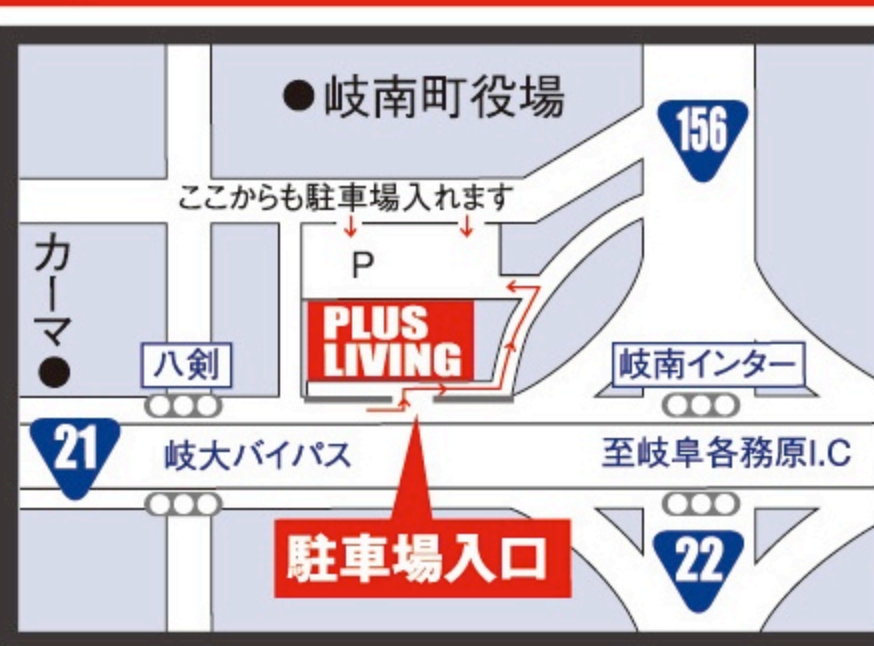 ●岐南町役場
156
ここからも駐車場入れます
P
カーマ●
PLUS
LIVING
八剣
岐南インター
21
岐大バイパス
至岐阜各務原I.C
駐車場入口
22